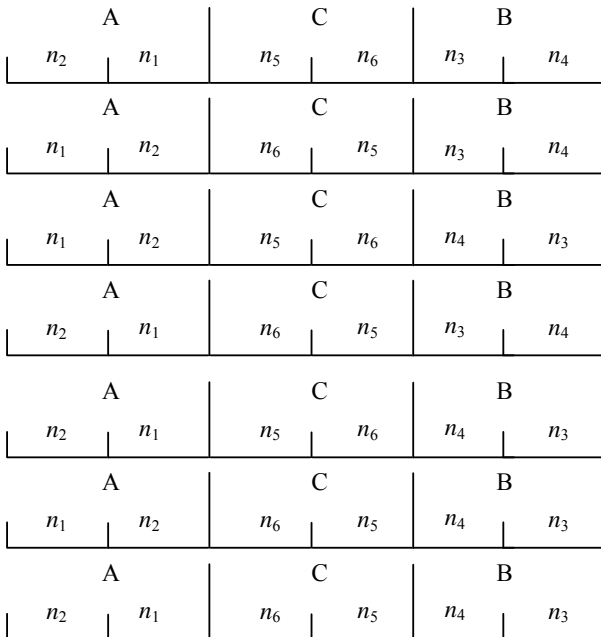 A C B
n₂ n₁ n₅ n₆ n₃ n₄
A C B
n₁ n₂ n₆ n₅ n₃ n₄
A C B
n₁ n₂ n₅ n₆ n₄ n₃
A C B
n₂ n₁ n₆ n₅ n₃ n₄
A C B
n₂ n₁ n₅ n₆ n₄ n₃
A C B
n₁ n₂ n₆ n₅ n₄ n₃
A C B
n₂ n₁ n₆ n₅ n₄ n₃